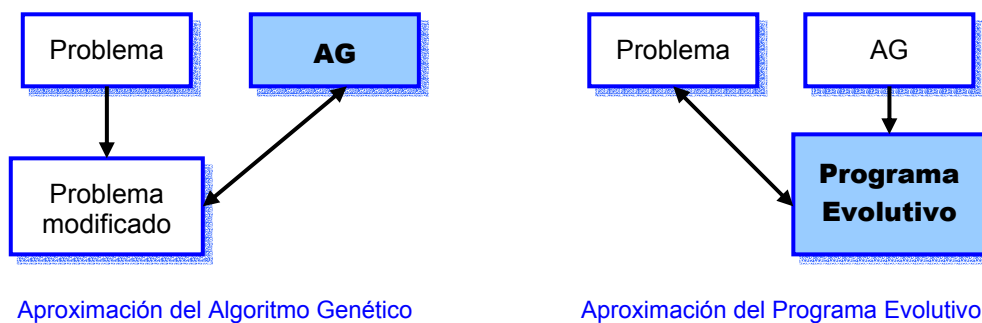 Problema
AG
Problema
modificado
Aproximación del Algoritmo Genético
Problema
AG
Programa
Evolutivo
Aproximación del Programa Evolutivo